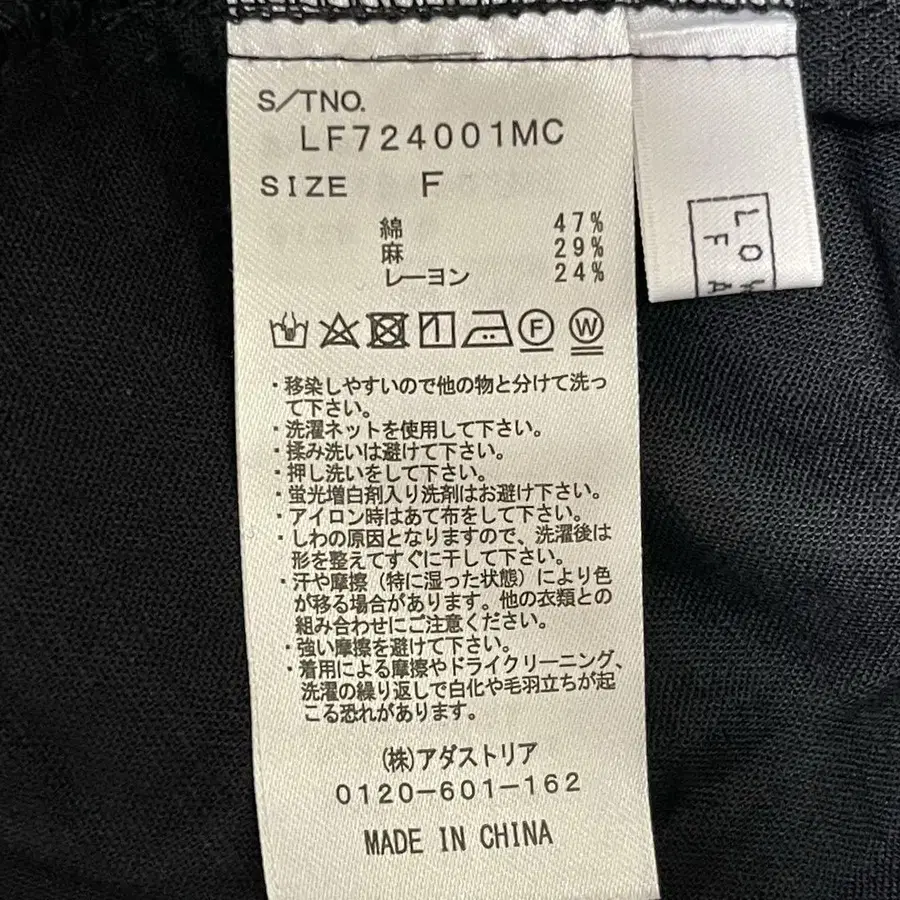 S/TNO.
LF724001MC
SIZE F
綿 47%
麻 29%
レーヨン 24%
F W
・移染しやすいので他の物と分けて洗っ
て下さい。
・洗濯ネットを使用して下さい。
・揉み洗いは避けて下さい。
・押し洗いをして下さい。
・蛍光増白剤入り洗剤はお避け下さい。
・アイロン時はあて布をして下さい。
・しわの原因となりますので、洗濯後は
形を整えてすぐに干して下さい。
・汗や摩擦（特に湿った状態）により色
が移る場合があります。他の衣類との
組み合わせにご注意ください。
・強い摩擦を避けて下さい。
・着用による摩擦やドライクリーニング、
洗濯の繰り返しで白化や毛羽立ちが起
こる恐れがあります。
(株)アダストリア
0120-601-162
MADE IN CHINA